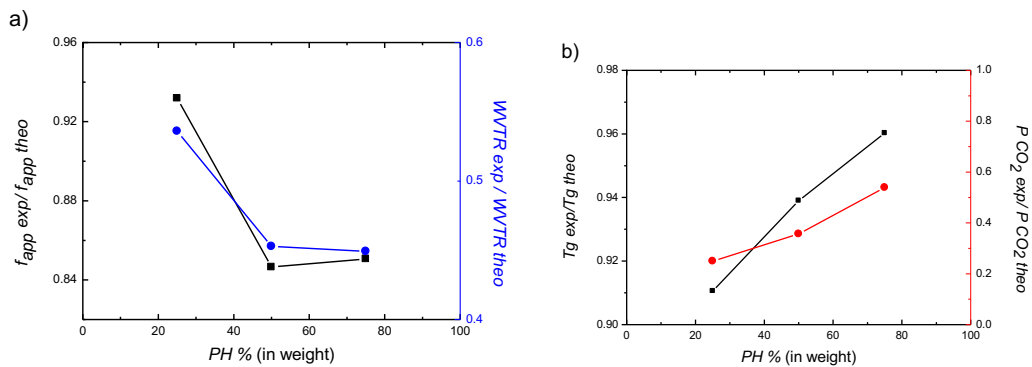 a)
0.96
0.92
0.88
0.84
f_app exp/ f_app theo
0.6
0.5
0.4
WVTR exp / WVTR theo
0 20 40 60 80 100
PH % (in weight)
b)
0.98
0.96
0.94
0.92
0.90
Tg exp/Tg theo
1.0
0.8
0.6
0.4
0.2
0.0
P CO₂ exp/ P CO2 theo
0 20 40 60 80 100
PH % (in weight)